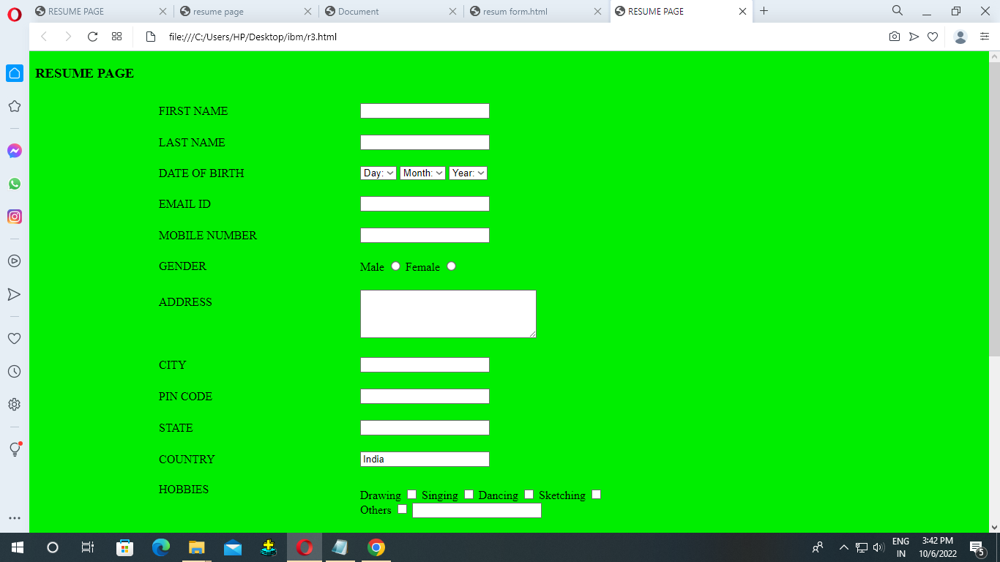 RESUME PAGE resume page Document resum form.html RESUME PAGE
file:///C:/Users/HP/Desktop/ibm/r3.html
RESUME PAGE
FIRST NAME
LAST NAME
DATE OF BIRTH Day: Month: Year:
EMAIL ID
MOBILE NUMBER
GENDER Male Female
ADDRESS
CITY
PIN CODE
STATE
COUNTRY India
HOBBIES Drawing Singing Dancing Sketching
Others
ENG 3:42 PM
IN 10/6/2022 5